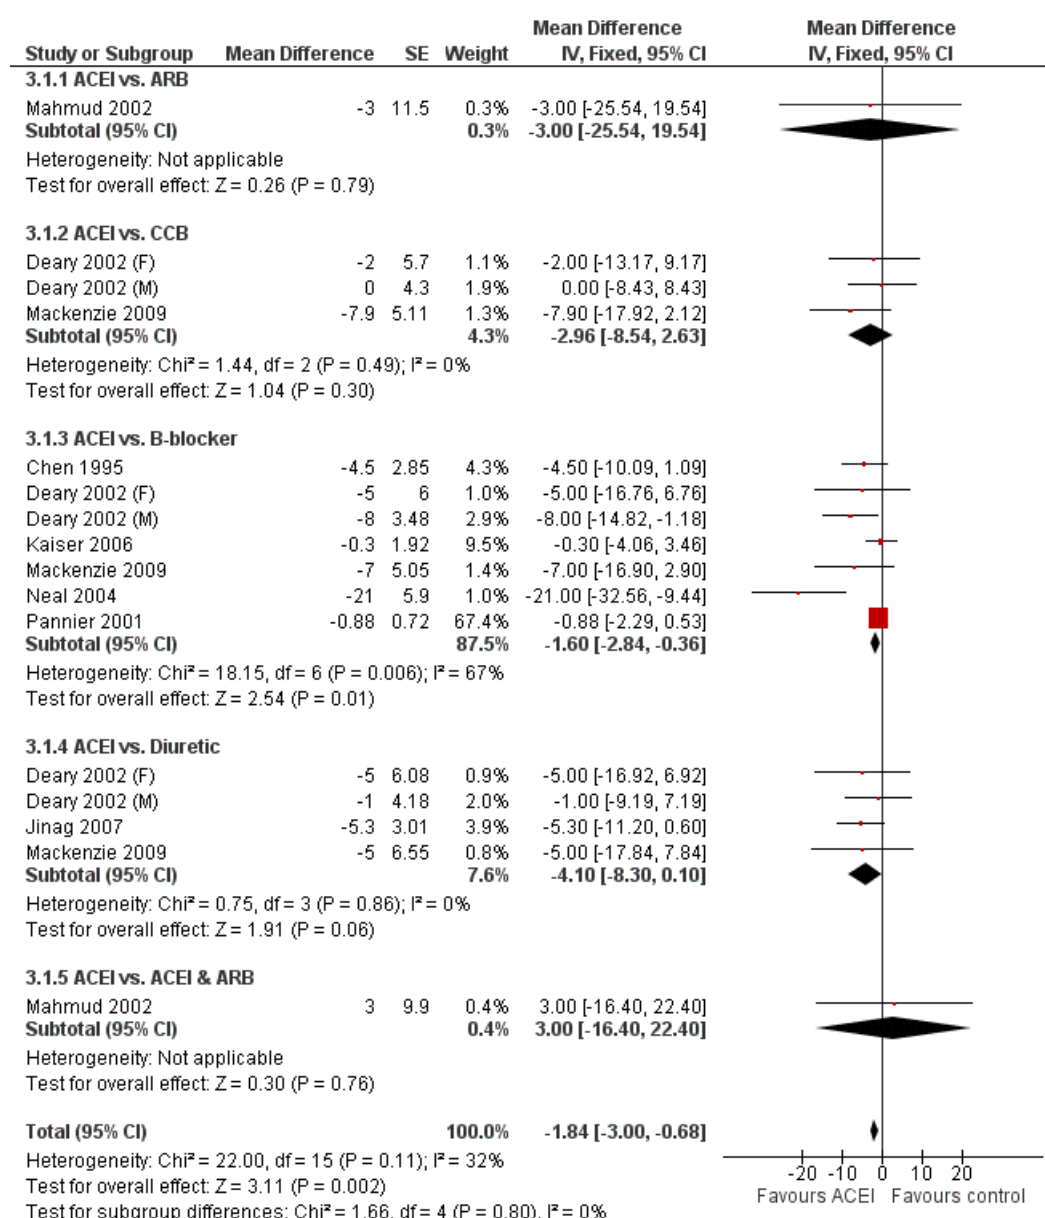 Mean Difference Mean Difference
Study or Subgroup Mean Difference SE Weight IV, Fixed, 95% CI IV, Fixed, 95% CI
3.1.1 ACEI vs. ARB
Mahmud 2002 -3 11.5 0.3% -3.00 [-25.54, 19.54]
Subtotal (95% CI) 0.3% -3.00 [-25.54, 19.54]
Heterogeneity: Not applicable
Test for overall effect: Z = 0.26 (P = 0.79)
3.1.2 ACEI vs. CCB
Deary 2002 (F) -2 5.7 1.1% -2.00 [-13.17, 9.17]
Deary 2002 (M) 0 4.3 1.9% 0.00 [-8.43, 8.43]
Mackenzie 2009 -7.9 5.11 1.3% -7.90 [-17.92, 2.12]
Subtotal (95% CI) 4.3% -2.96 [-8.54, 2.63]
Heterogeneity: Chi² = 1.44, df = 2 (P = 0.49); I² = 0%
Test for overall effect: Z = 1.04 (P = 0.30)
3.1.3 ACEI vs. B-blocker
Chen 1995 -4.5 2.85 4.3% -4.50 [-10.09, 1.09]
Deary 2002 (F) -5 6 1.0% -5.00 [-16.76, 6.76]
Deary 2002 (M) -8 3.48 2.9% -8.00 [-14.82, -1.18]
Kaiser 2006 -0.3 1.92 9.5% -0.30 [-4.06, 3.46]
Mackenzie 2009 -7 5.05 1.4% -7.00 [-16.90, 2.90]
Neal 2004 -21 5.9 1.0% -21.00 [-32.56, -9.44]
Pannier 2001 -0.88 0.72 67.4% -0.88 [-2.29, 0.53]
Subtotal (95% CI) 87.5% -1.60 [-2.84, -0.36]
Heterogeneity: Chi² = 18.15, df = 6 (P = 0.006); I² = 67%
Test for overall effect: Z = 2.54 (P = 0.01)
3.1.4 ACEI vs. Diuretic
Deary 2002 (F) -5 6.08 0.9% -5.00 [-16.92, 6.92]
Deary 2002 (M) -1 4.18 2.0% -1.00 [-9.19, 7.19]
Jinag 2007 -5.3 3.01 3.9% -5.30 [-11.20, 0.60]
Mackenzie 2009 -5 6.55 0.8% -5.00 [-17.84, 7.84]
Subtotal (95% CI) 7.6% -4.10 [-8.30, 0.10]
Heterogeneity: Chi² = 0.75, df = 3 (P = 0.86); I² = 0%
Test for overall effect: Z = 1.91 (P = 0.06)
3.1.5 ACEI vs. ACEI & ARB
Mahmud 2002 3 9.9 0.4% 3.00 [-16.40, 22.40]
Subtotal (95% CI) 0.4% 3.00 [-16.40, 22.40]
Heterogeneity: Not applicable
Test for overall effect: Z = 0.30 (P = 0.76)
Total (95% CI) 100.0% -1.84 [-3.00, -0.68]
Heterogeneity: Chi² = 22.00, df = 15 (P = 0.11); I² = 32%
Test for overall effect: Z = 3.11 (P = 0.002)
Test for subgroup differences: Chi² = 1.66, df = 4 (P = 0.80), I² = 0%
-20 -10 0 10 20
Favours ACEI Favours control